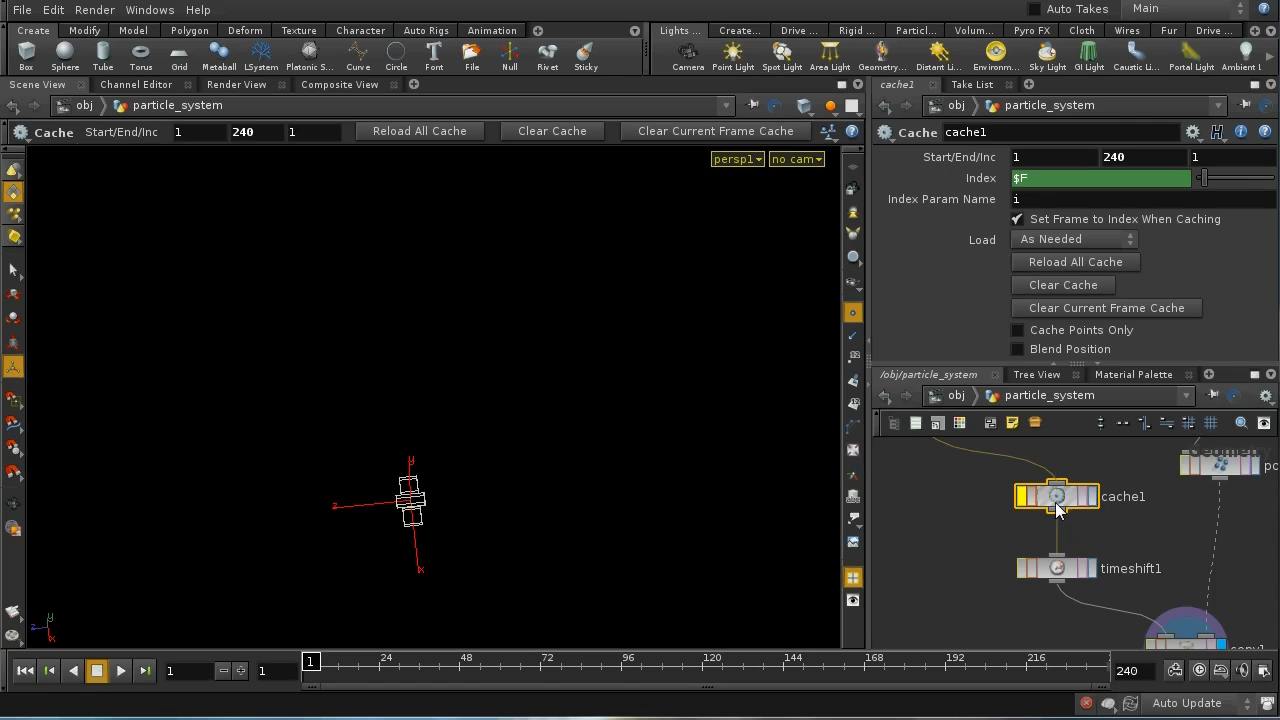 File Edit Render Windows Help Auto Takes Main
Create Modify Model Polygon Deform Texture Character Auto Rigs Animation Lights ... Create... Drive ... Rigid ... Particl... Volum... Pyro FX Cloth Wires Fur Drive ...
Box Sphere Tube Torus Grid Metaball LSystem Platonic S... Curve Circle Font File Null Rivet Sticky Camera Point Light Spot Light Area Light Geometry... Distant Li... Environm... Sky Light GI Light Caustic Li... Portal Light Ambient L
Scene View Channel Editor Render View Composite View cache1 Take List
obj particle_system obj particle_system
Cache Start/End/Inc 1 240 1 Reload All Cache Clear Cache Clear Current Frame Cache Cache cache1
persp1 no cam
Start/End/Inc 1 240 1
Index $F
Index Param Name i
Set Frame to Index When Caching
Load As Needed
Reload All Cache
Clear Cache
Clear Current Frame Cache
Cache Points Only
Blend Position
/obj/particle_system Tree View Material Palette
obj particle_system
y
z
x
cache1
timeshift1
y
z
x
1 24 48 72 96 120 144 168 192 216
1 1 240
Auto Update